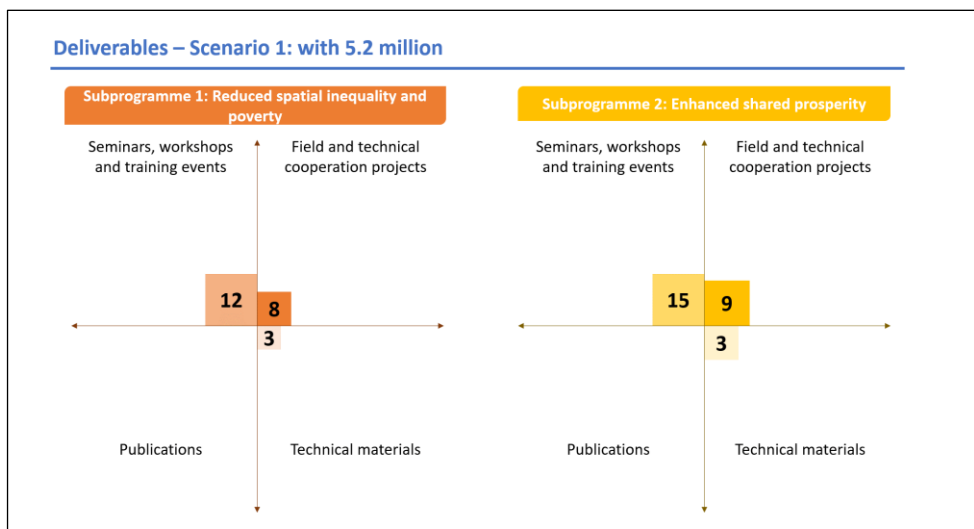 Deliverables – Scenario 1: with 5.2 million
Subprogramme 1: Reduced spatial inequality and
poverty
Seminars, workshops
and training events
Field and technical
cooperation projects
12
8
3
Publications
Technical materials
Subprogramme 2: Enhanced shared prosperity
Seminars, workshops
and training events
Field and technical
cooperation projects
15
9
3
Publications
Technical materials